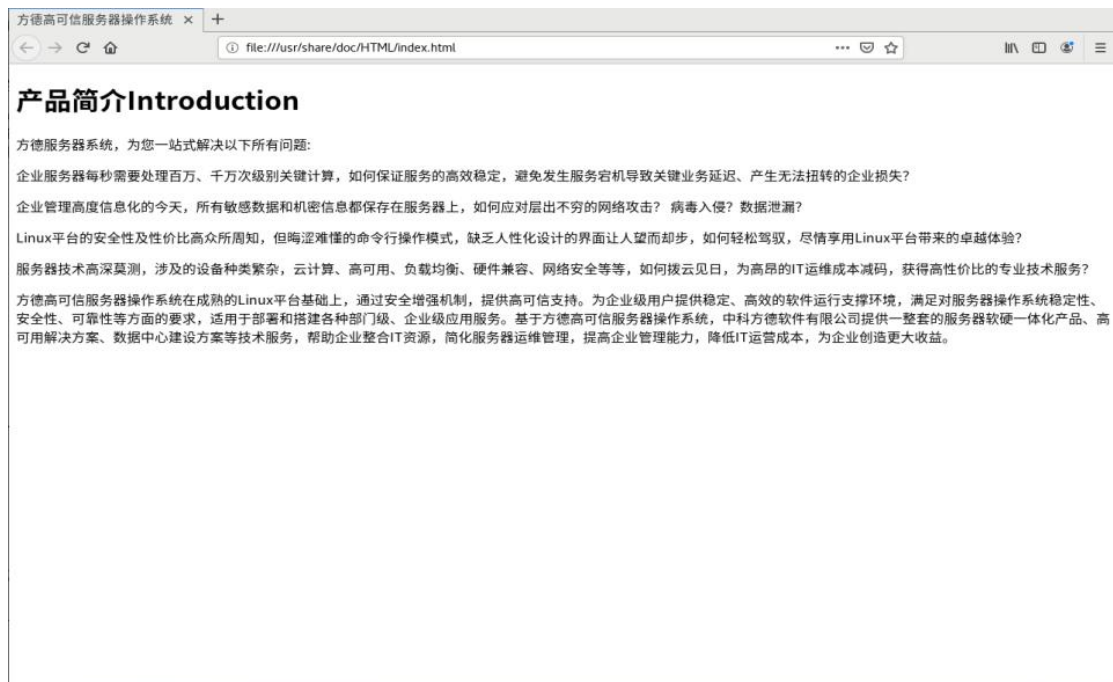 方德高可信服务器操作系统
file:///usr/share/doc/HTML/index.html
产品简介Introduction
方德服务器系统，为您一站式解决以下所有问题:
企业服务器每秒需要处理百万、千万次级别关键计算，如何保证服务的高效稳定，避免发生服务宕机导致关键业务延迟、产生无法扭转的企业损失？
企业管理高度信息化的今天，所有敏感数据和机密信息都保存在服务器上，如何应对层出不穷的网络攻击？ 病毒入侵？数据泄漏？
Linux平台的安全性及性价比高众所周知，但晦涩难懂的命令行操作模式，缺乏人性化设计的界面让人望而却步，如何轻松驾驭，尽情享用Linux平台带来的卓越体验？
服务器技术高深莫测，涉及的设备种类繁杂，云计算、高可用、负载均衡、硬件兼容、网络安全等等，如何拨云见日，为高昂的IT运维成本减码，获得高性价比的专业技术服务？
方德高可信服务器操作系统在成熟的Linux平台基础上，通过安全增强机制，提供高可信支持。为企业级用户提供稳定、高效的软件运行支撑环境，满足对服务器操作系统稳定性、
安全性、可靠性等方面的要求，适用于部署和搭建各种部门级、企业级应用服务。基于方德高可信服务器操作系统，中科方德软件有限公司提供一整套的服务器软硬一体化产品、高
可用解决方案、数据中心建设方案等技术服务，帮助企业整合IT资源，简化服务器运维管理，提高企业管理能力，降低IT运营成本，为企业创造更大收益。